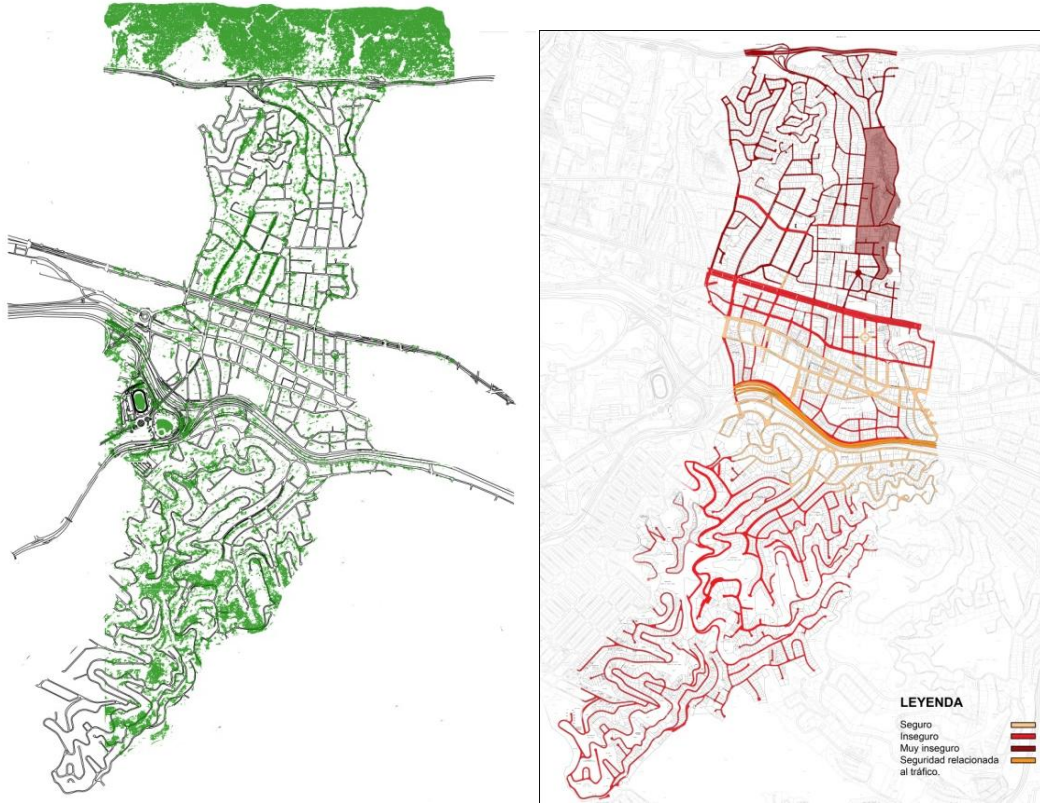 LEYENDA
Seguro
Inseguro
Muy inseguro
Seguridad relacionada
al tráfico.